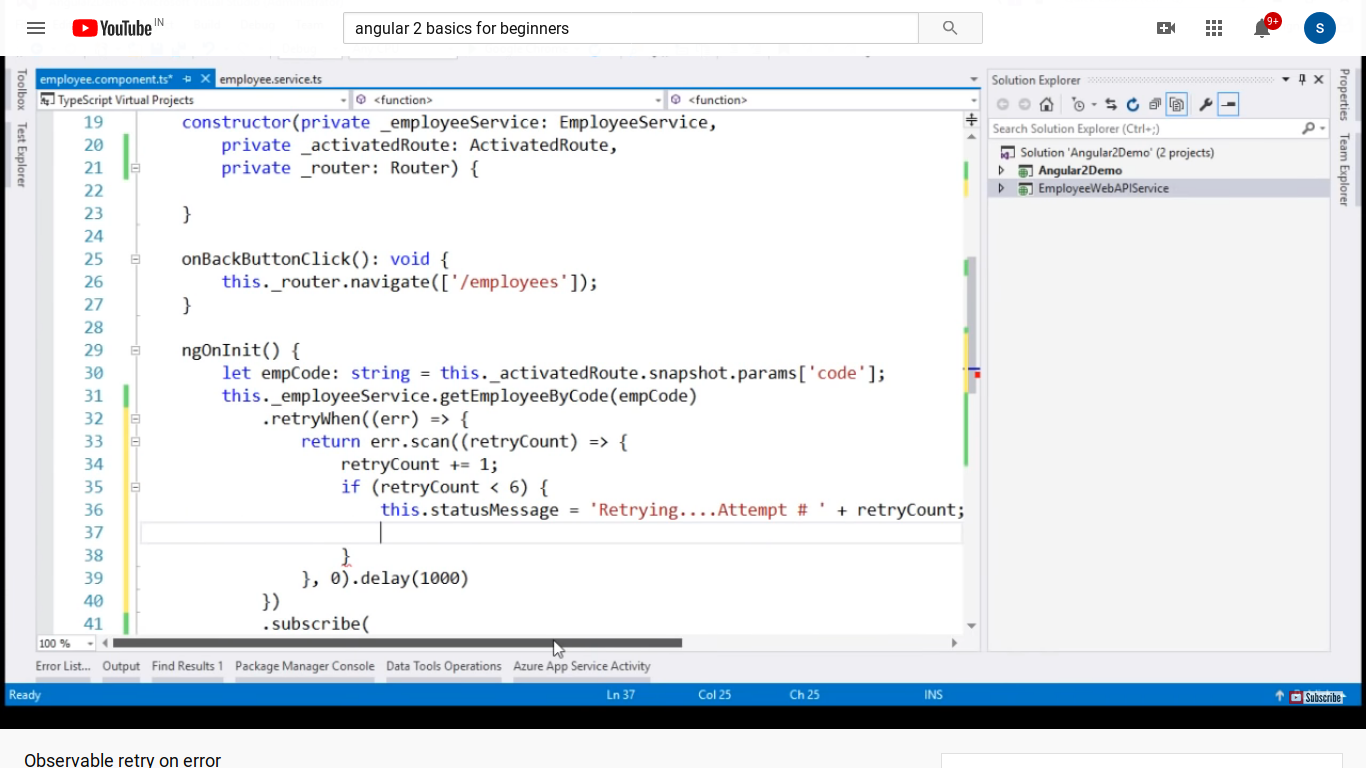 YouTube IN
angular 2 basics for beginners
9+
S
employee.component.ts* employee.service.ts
TypeScript Virtual Projects <function> <function>
Toolbox
Test Explorer
19 constructor(private _employeeService: EmployeeService,
20 private _activatedRoute: ActivatedRoute,
21 private _router: Router) {
22
23 }
24
25 onBackButtonClick(): void {
26 this._router.navigate(['/employees']);
27 }
28
29 ngOnInit() {
30 let empCode: string = this._activatedRoute.snapshot.params['code'];
31 this._employeeService.getEmployeeByCode(empCode)
32 .retryWhen((err) => {
33 return err.scan((retryCount) => {
34 retryCount += 1;
35 if (retryCount < 6) {
36 this.statusMessage = 'Retrying....Attempt # ' + retryCount;
37
38 }
39 }, 0).delay(1000)
40 })
41 .subscribe(
100 %
Solution Explorer
Search Solution Explorer (Ctrl+;)
Solution 'Angular2Demo' (2 projects)
Angular2Demo
EmployeeWebAPIService
Properties
Team Explorer
Error List... Output Find Results 1 Package Manager Console Data Tools Operations Azure App Service Activity
Ready Ln 37 Col 25 Ch 25 INS
Subscribe
Observable retry on error